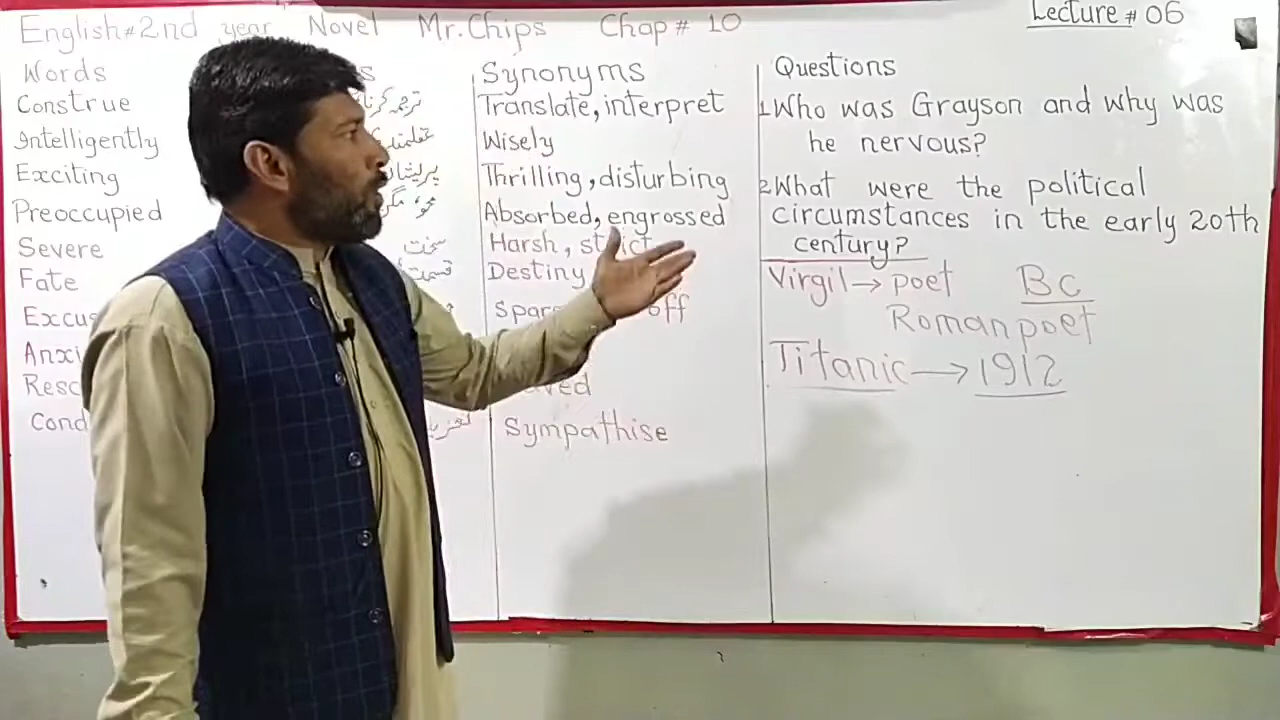 English#2nd year Novel Mr.Chips Chap# 10
Lecture # 06
Words
Construe
Intelligently
Exciting
Preoccupied
Severe
Fate
سخت
Synonyms
Translate, interpret
Wisely
Thrilling, disturbing
Absorbed, engrossed
Harsh, strict
Destiny
off
Sympathise
Questions
1.Who was Grayson and why was
he nervous?
2.What were the political
circumstances in the early 20th
century?
Virgil→ poet BC
Roman poet
Titanic → 1912